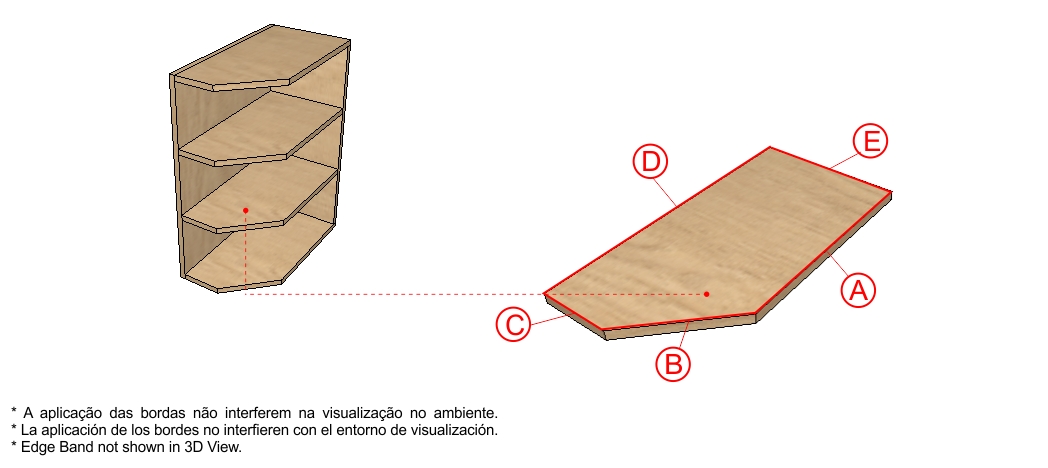 E
D
A
C
B
* A aplicação das bordas não interferem na visualização no ambiente.
* La aplicación de los bordes no interfieren con el entorno de visualización.
* Edge Band not shown in 3D View.